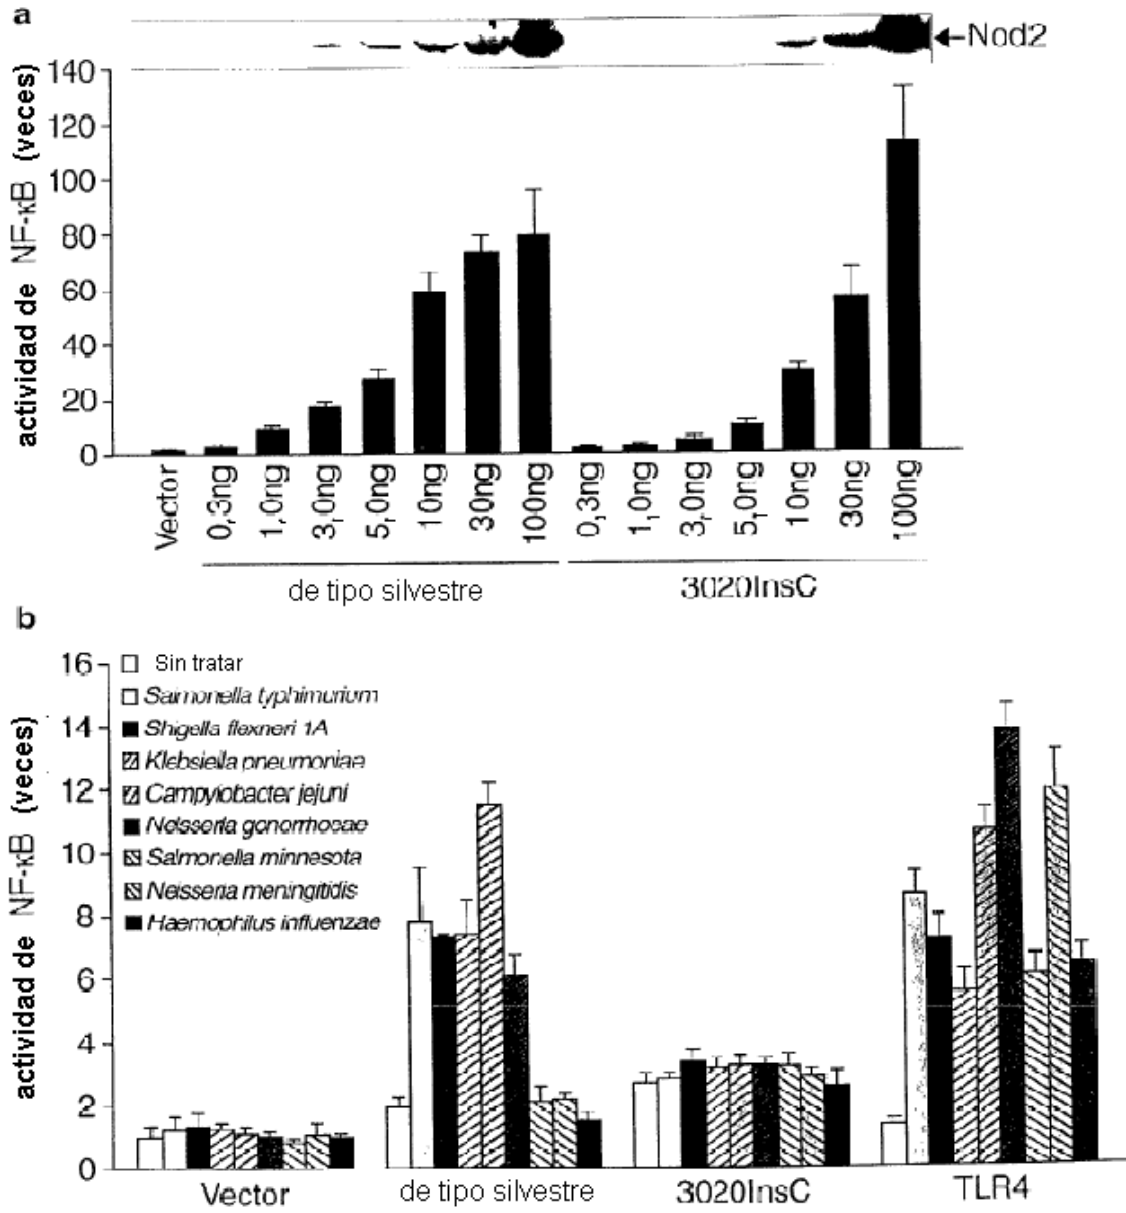 a
Nod2
actividad de NF-κB (veces)
140
120
100
80
60
40
20
0
Vector
0,3ng
1,0ng
3,0ng
5,0ng
10ng
30ng
100ng
0,3ng
1,0ng
3,0ng
5,0ng
10ng
30ng
100ng
de tipo silvestre
3020InsC
b
actividad de NF-κB (veces)
16
14
12
10
8
6
4
2
0
Sin tratar
Salmonella typhimurium
Shigella flexneri 1A
Klebsiella pneumoniae
Campylobacter jejuni
Neisseria gonorrhoeae
Salmonella minnesota
Neisseria meningitidis
Haemophilus influenzae
Vector
de tipo silvestre
3020InsC
TLR4